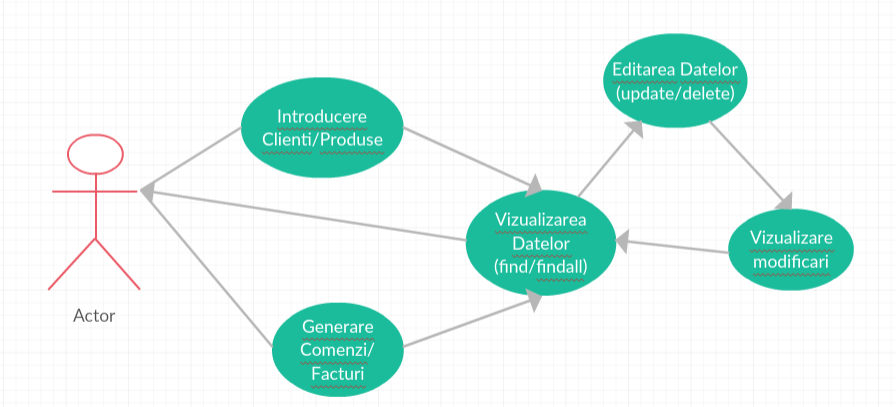 Editarea Datelor
(update/delete)
Introducere
Clienti/Produse
Vizualizarea
Datelor
(find/findall)
Vizualizare
modificari
Actor
Generare
Comenzi/
Facturi